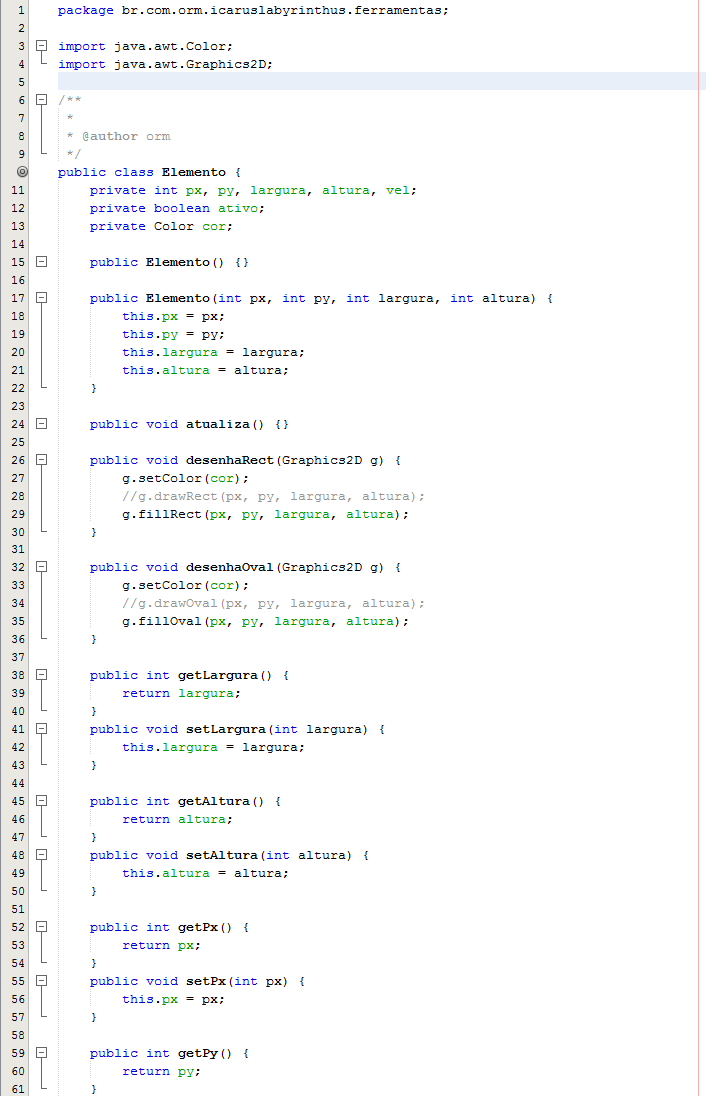 1 package br.com.orm.icaruslabyrinthus.ferramentas;
2
3 import java.awt.Color;
4 import java.awt.Graphics2D;
5
6 /**
7  *
8  * @author orm
9  */
public class Elemento {
11     private int px, py, largura, altura, vel;
12     private boolean ativo;
13     private Color cor;
14
15     public Elemento() {}
16
17     public Elemento(int px, int py, int largura, int altura) {
18         this.px = px;
19         this.py = py;
20         this.largura = largura;
21         this.altura = altura;
22     }
23
24     public void atualiza() {}
25
26     public void desenhaRect(Graphics2D g) {
27         g.setColor(cor);
28         //g.drawRect(px, py, largura, altura);
29         g.fillRect(px, py, largura, altura);
30     }
31
32     public void desenhaOval(Graphics2D g) {
33         g.setColor(cor);
34         //g.drawOval(px, py, largura, altura);
35         g.fillOval(px, py, largura, altura);
36     }
37
38     public int getLargura() {
39         return largura;
40     }
41     public void setLargura(int largura) {
42         this.largura = largura;
43     }
44
45     public int getAltura() {
46         return altura;
47     }
48     public void setAltura(int altura) {
49         this.altura = altura;
50     }
51
52     public int getPx() {
53         return px;
54     }
55     public void setPx(int px) {
56         this.px = px;
57     }
58
59     public int getPy() {
60         return py;
61     }